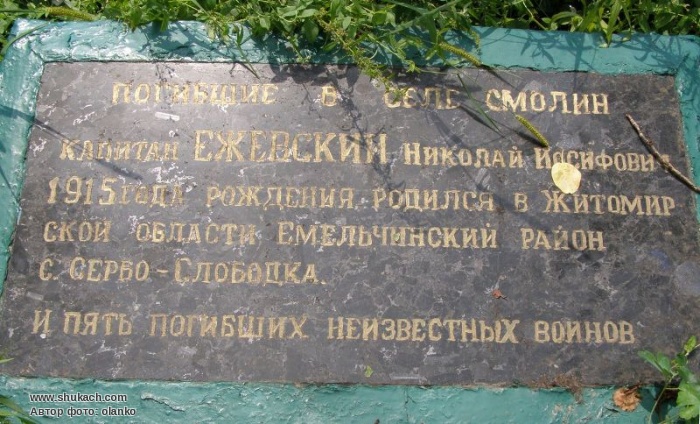 ПОГИБШИЕ В СЕЛЕ СМОЛИН
КАПИТАН ЕЖЕВСКИЙ НИКОЛАЙ ИОСИФОВИ
1915 ГОДА РОЖДЕНИЯ, РОДИЛСЯ В ЖИТОМИР
СКОЙ ОБЛАСТИ ЕМЕЛЬЧИНСКИЙ РАЙОН
С. СЕРБО-СЛОБОДКА.
И ПЯТЬ ПОГИБШИХ НЕИЗВЕСТНЫХ ВОИНОВ
www.shukach.com
Автор фото: olanko